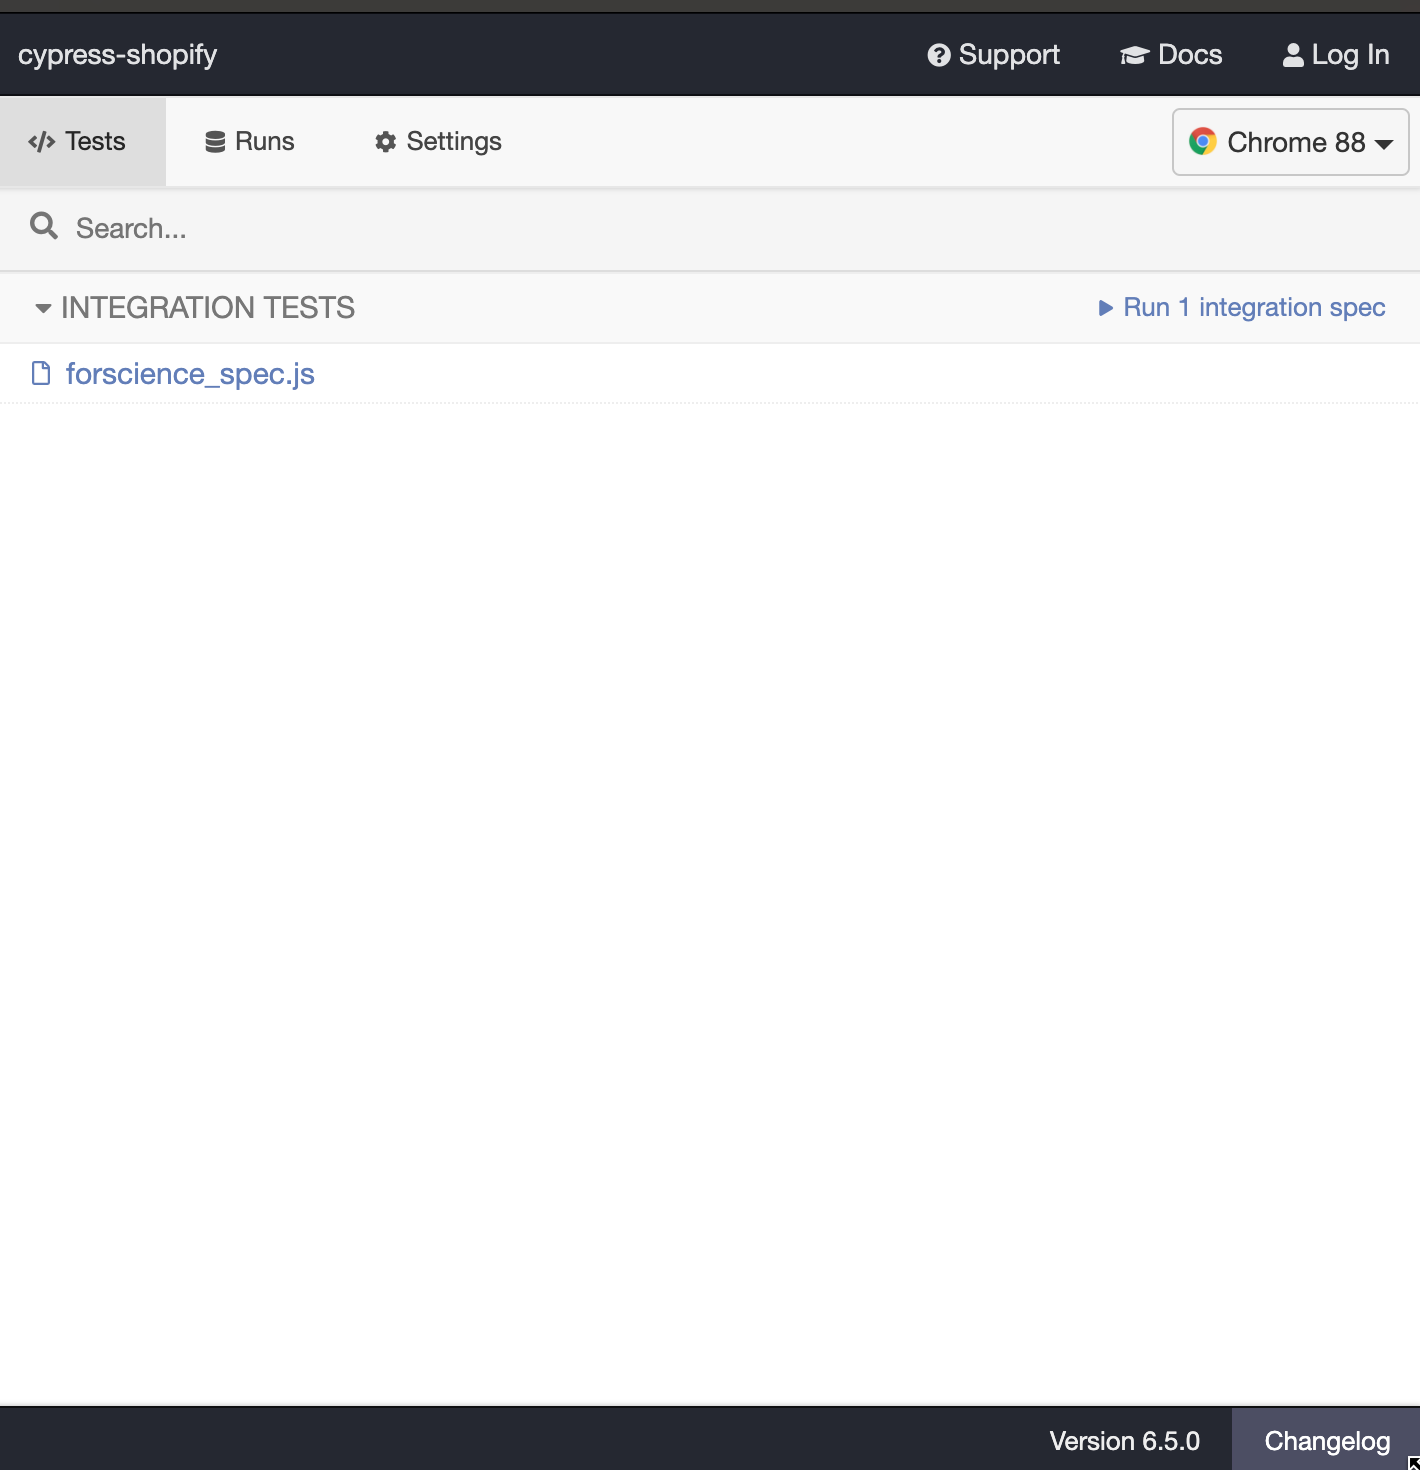 cypress-shopify Support Docs Log In
Tests Runs Settings Chrome 88
Search...
INTEGRATION TESTS Run 1 integration spec
forscience_spec.js
Version 6.5.0 Changelog